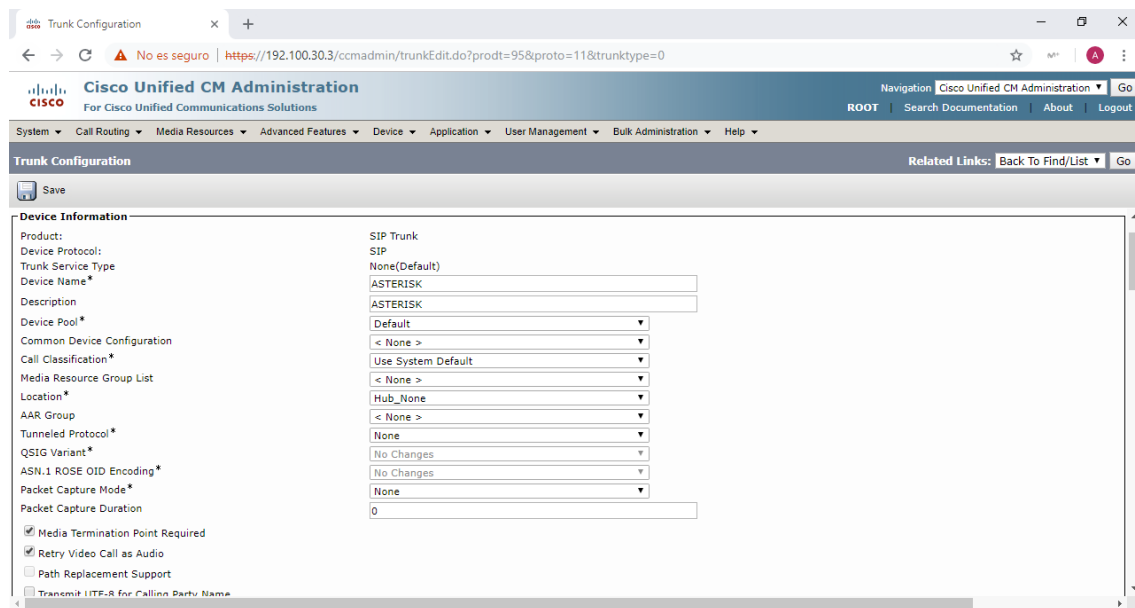 Trunk Configuration
No es seguro | https://192.100.30.3/ccmadmin/trunkEdit.do?prodt=95&proto=11&trunktype=0
A
CISCO
Cisco Unified CM Administration
For Cisco Unified Communications Solutions
Navigation Cisco Unified CM Administration Go
ROOT | Search Documentation | About | Logout
System Call Routing Media Resources Advanced Features Device Application User Management Bulk Administration Help
Trunk Configuration Related Links: Back To Find/List Go
Save
Device Information
Product: SIP Trunk
Device Protocol: SIP
Trunk Service Type None(Default)
Device Name* ASTERISK
Description ASTERISK
Device Pool* Default
Common Device Configuration < None >
Call Classification* Use System Default
Media Resource Group List < None >
Location* Hub_None
AAR Group < None >
Tunneled Protocol* None
QSIG Variant* No Changes
ASN.1 ROSE OID Encoding* No Changes
Packet Capture Mode* None
Packet Capture Duration 0
Media Termination Point Required
Retry Video Call as Audio
Path Replacement Support
Transmit UTF-8 for Calling Party Name